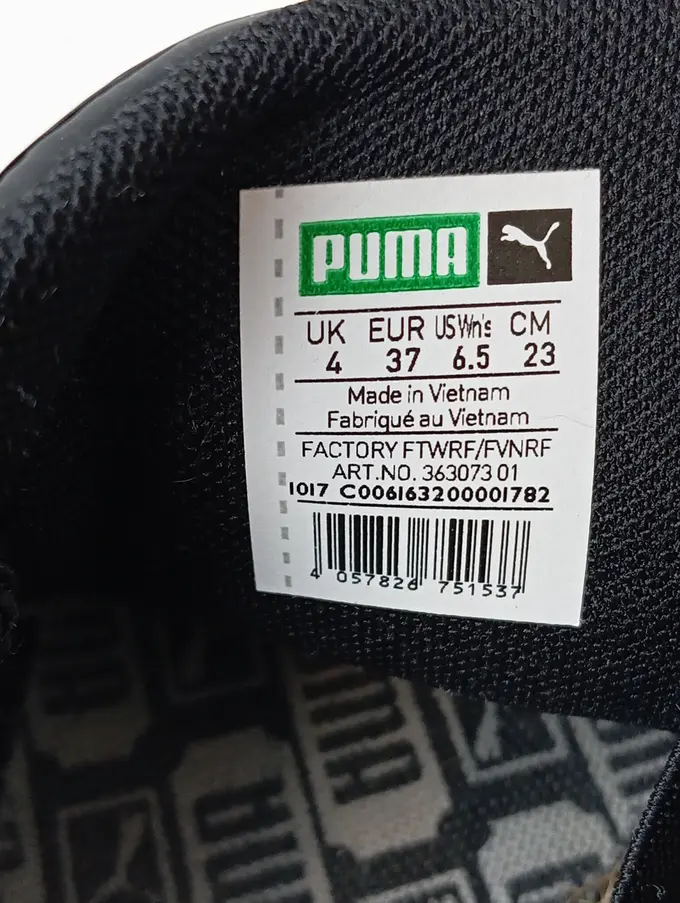 PUMA
UK EUR US Wn's CM
4 37 6.5 23
Made in Vietnam
Fabriqué au Vietnam
FACTORY FTWRF/FVNRF
ART.NO. 363073 01
1017 C006163200001782
4 057826 751537
PUMA